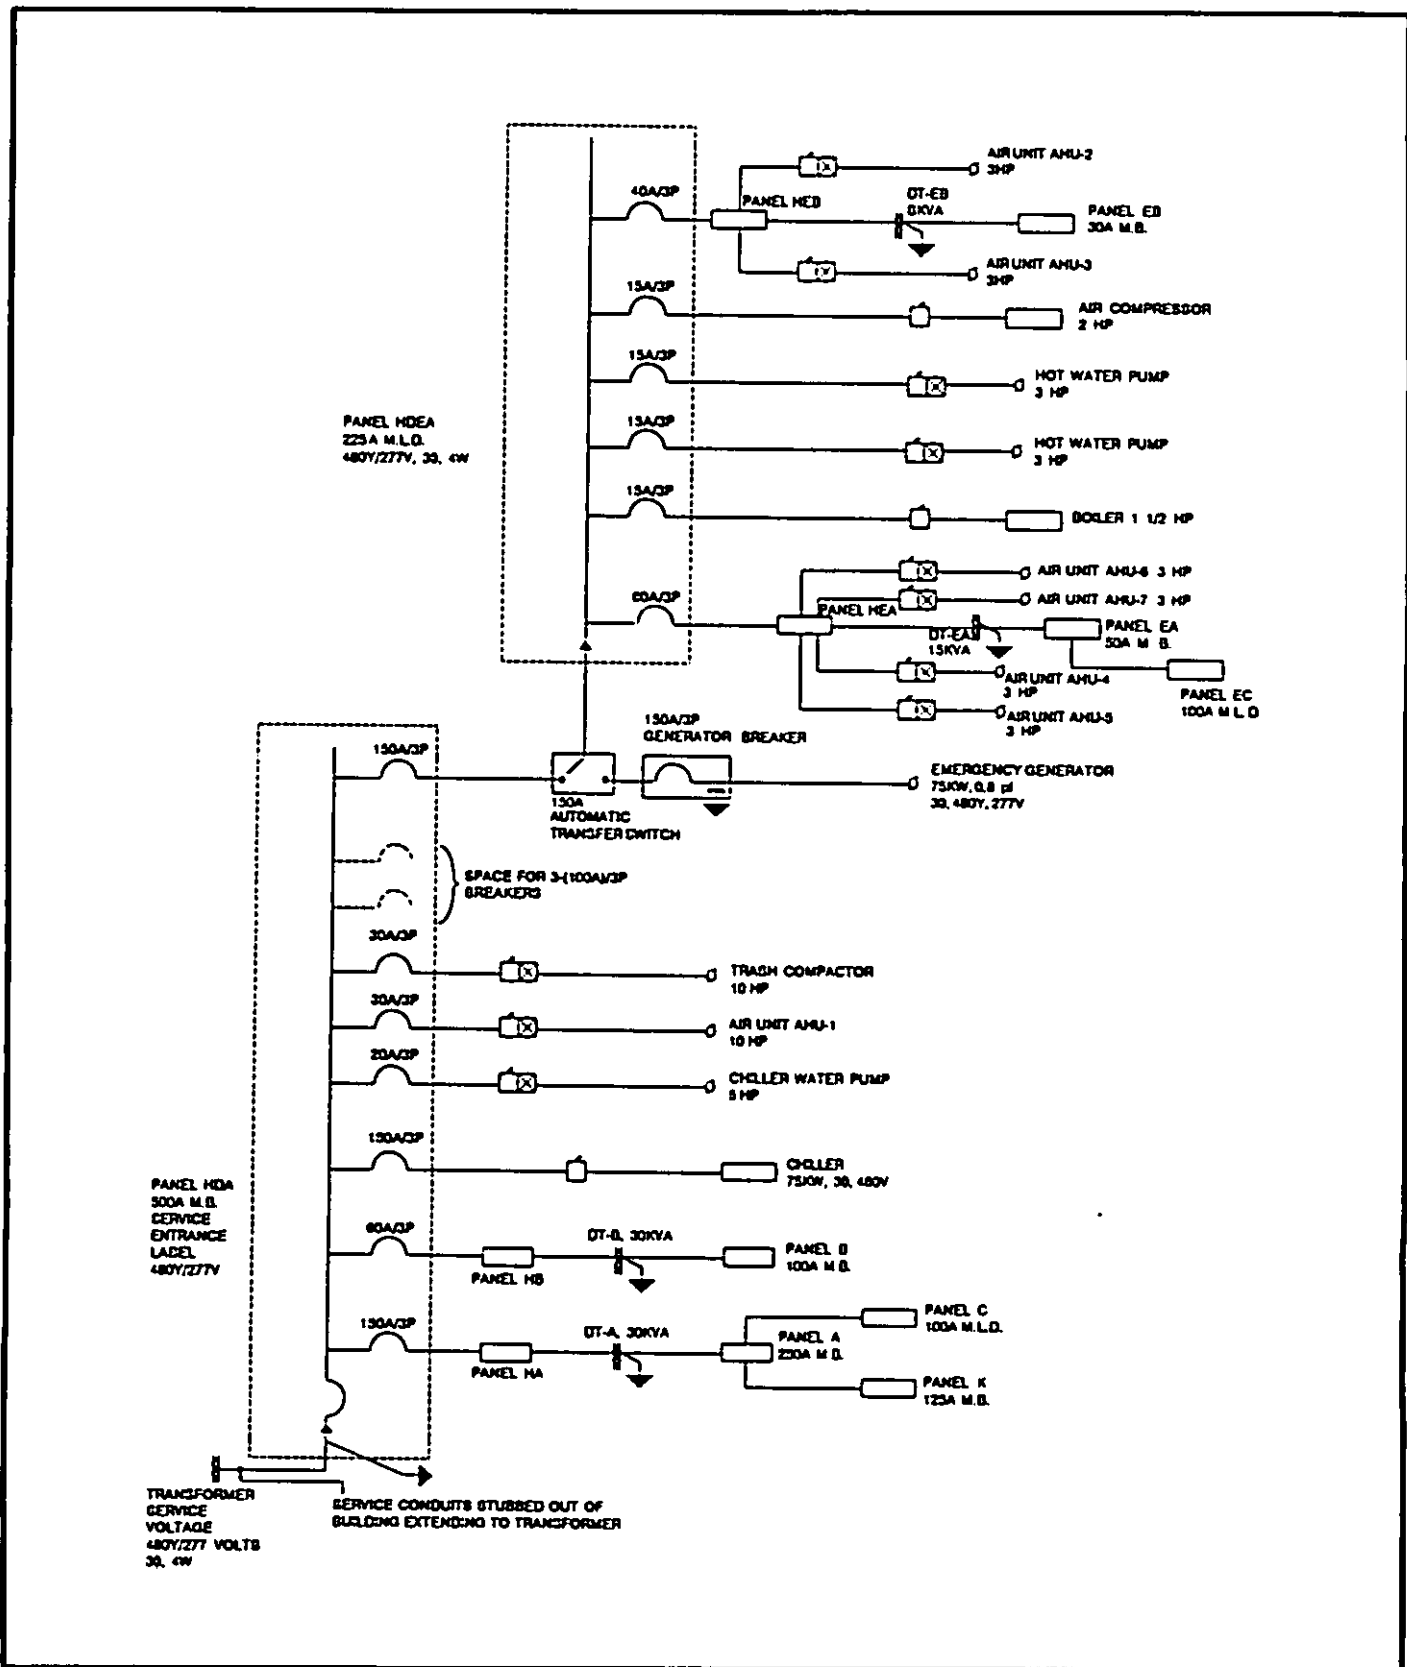 AIR UNIT AHU-2
3HP
40A/3P
PANEL HEB
DT-EB
KVA
PANEL EB
30A M.B.
AIR UNIT AHU-3
3HP
15A/3P
AIR COMPRESSOR
2 HP
15A/3P
HOT WATER PUMP
3 HP
PANEL HDEA
225A M.L.O.
480Y/277V, 3Ø, 4W
15A/3P
HOT WATER PUMP
3 HP
15A/3P
BOILER 1 1/2 HP
AIR UNIT AHU-6 3 HP
60A/3P
AIR UNIT AHU-7 3 HP
PANEL HEA
DT-EA
15KVA
PANEL EA
50A M B.
AIR UNIT AHU-4
3 HP
PANEL EC
100A M L O
AIR UNIT AHU-5
3 HP
150A/3P
GENERATOR BREAKER
150A/3P
EMERGENCY GENERATOR
75KW, 0.8 pf
3Ø, 480Y, 277V
150A
AUTOMATIC
TRANSFER SWITCH
SPACE FOR 3-(100A)/3P
BREAKERS
30A/3P
TRASH COMPACTOR
10 HP
30A/3P
AIR UNIT AHU-1
10 HP
20A/3P
CHILLER WATER PUMP
5 HP
150A/3P
CHILLER
75KW, 3Ø, 480V
PANEL HDA
500A M.B.
SERVICE
ENTRANCE
LABEL
480Y/277V
60A/3P
DT-B, 30KVA
PANEL B
100A M B.
PANEL HB
150A/3P
DT-A, 30KVA
PANEL A
M B.
PANEL C
100A M.L.O.
PANEL HA
PANEL K
125A M.B.
TRANSFORMER
SERVICE
VOLTAGE
480Y/277 VOLTS
3Ø, 4W
SERVICE CONDUITS STUBBED OUT OF
BUILDING EXTENDING TO TRANSFORMER